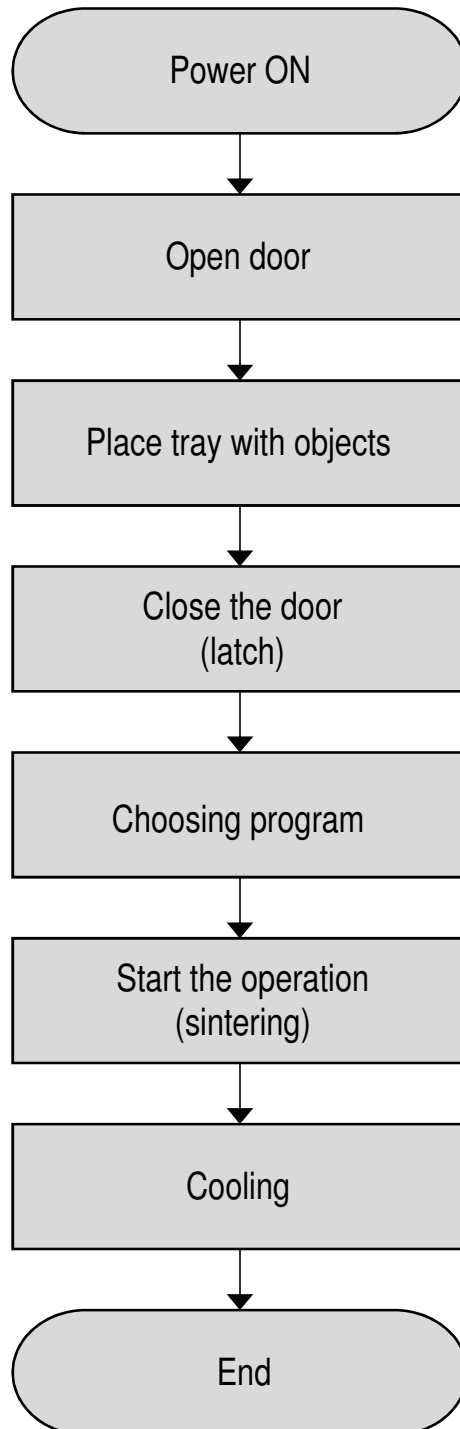 Power ON
Open door
Place tray with objects
Close the door
(latch)
Choosing program
Start the operation
(sintering)
Cooling
End